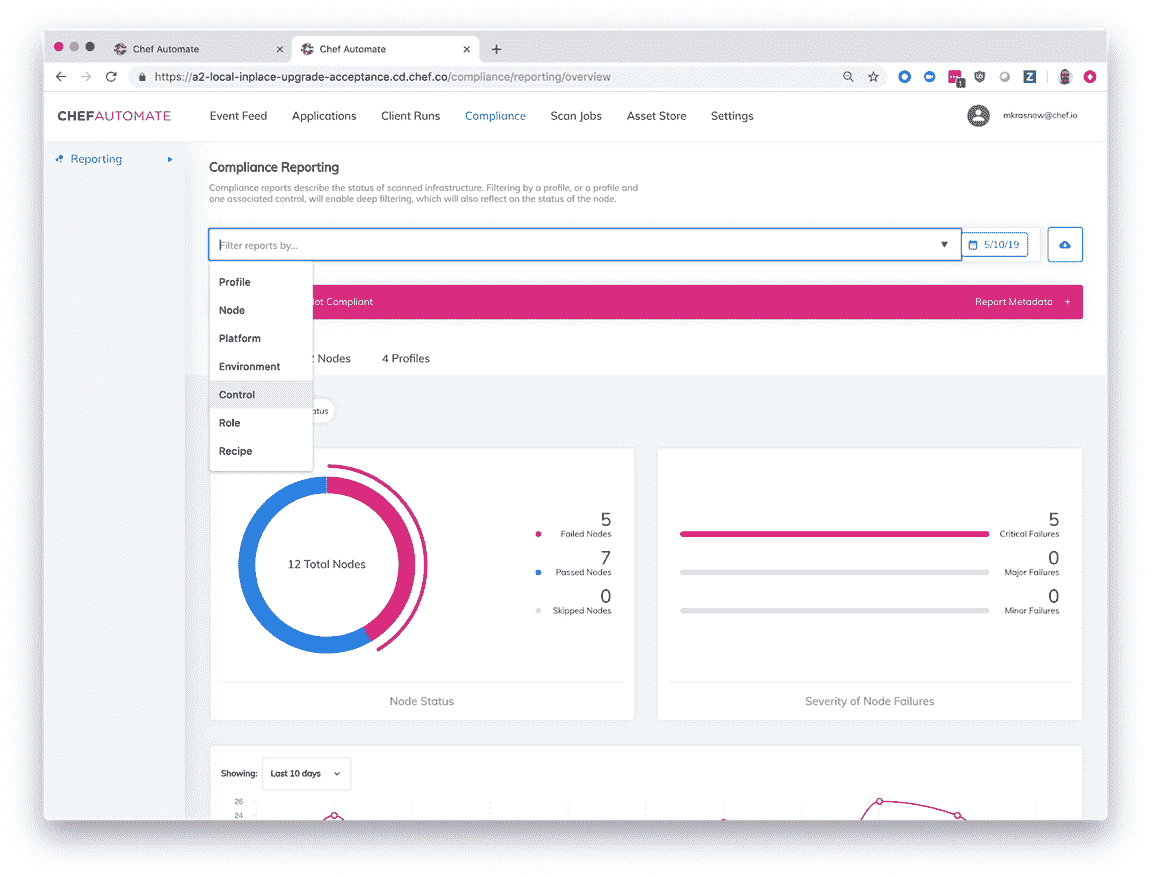 Chef Automate
Chef Automate
https://a2-local-inplace-upgrade-acceptance.cd.chef.co/compliance/reporting/overview
1
Z
CHEFAUTOMATE
Event Feed
Applications
Client Runs
Compliance
Scan Jobs
Asset Store
Settings
mkrasnow@chef.io
Reporting
Compliance Reporting
Compliance reports describe the status of scanned infrastructure. Filtering by a profile, or a profile and
one associated control, will enable deep filtering, which will also reflect on the status of the node.
Filter reports by...
5/10/19
Profile
Node
Platform
Environment
Control
Role
Recipe
ot Compliant
Report Metadata +
2 Nodes
4 Profiles
atus
12 Total Nodes
5
Failed Nodes
7
Passed Nodes
0
Skipped Nodes
Node Status
5
Critical Failures
0
Major Failures
0
Minor Failures
Severity of Node Failures
Showing:
Last 10 days
26
24